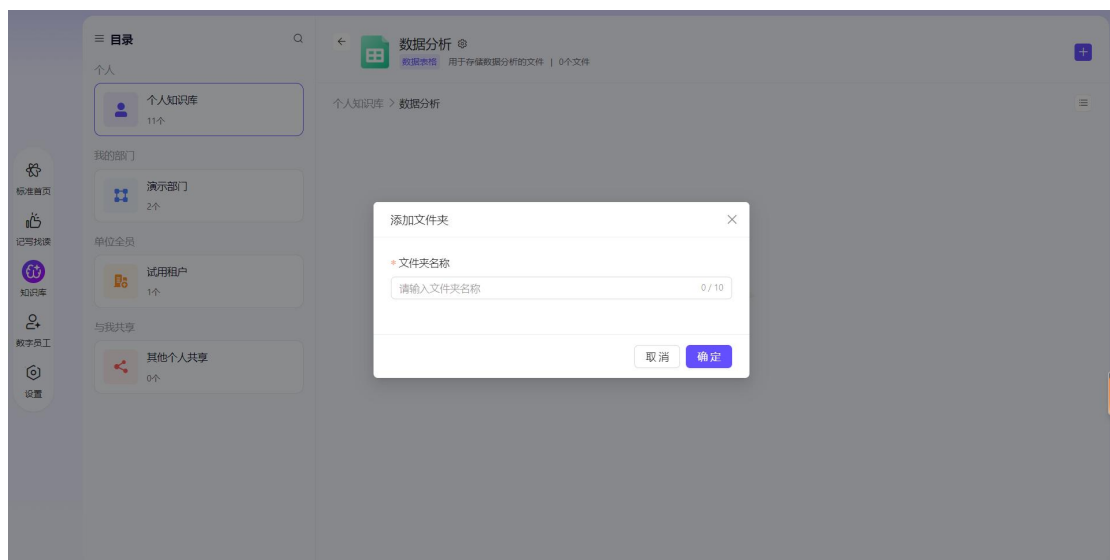 标准首页
记写找读
知识库
数字员工
设置
目录
个人
个人知识库
11个
我的部门
演示部门
2个
单位全员
试用租户
1个
与我共享
其他个人共享
0个
数据分析
数据表格 用于存储数据分析的文件 | 0个文件
个人知识库 > 数据分析
添加文件夹
* 文件夹名称
请输入文件夹名称 0 / 10
取消 确定